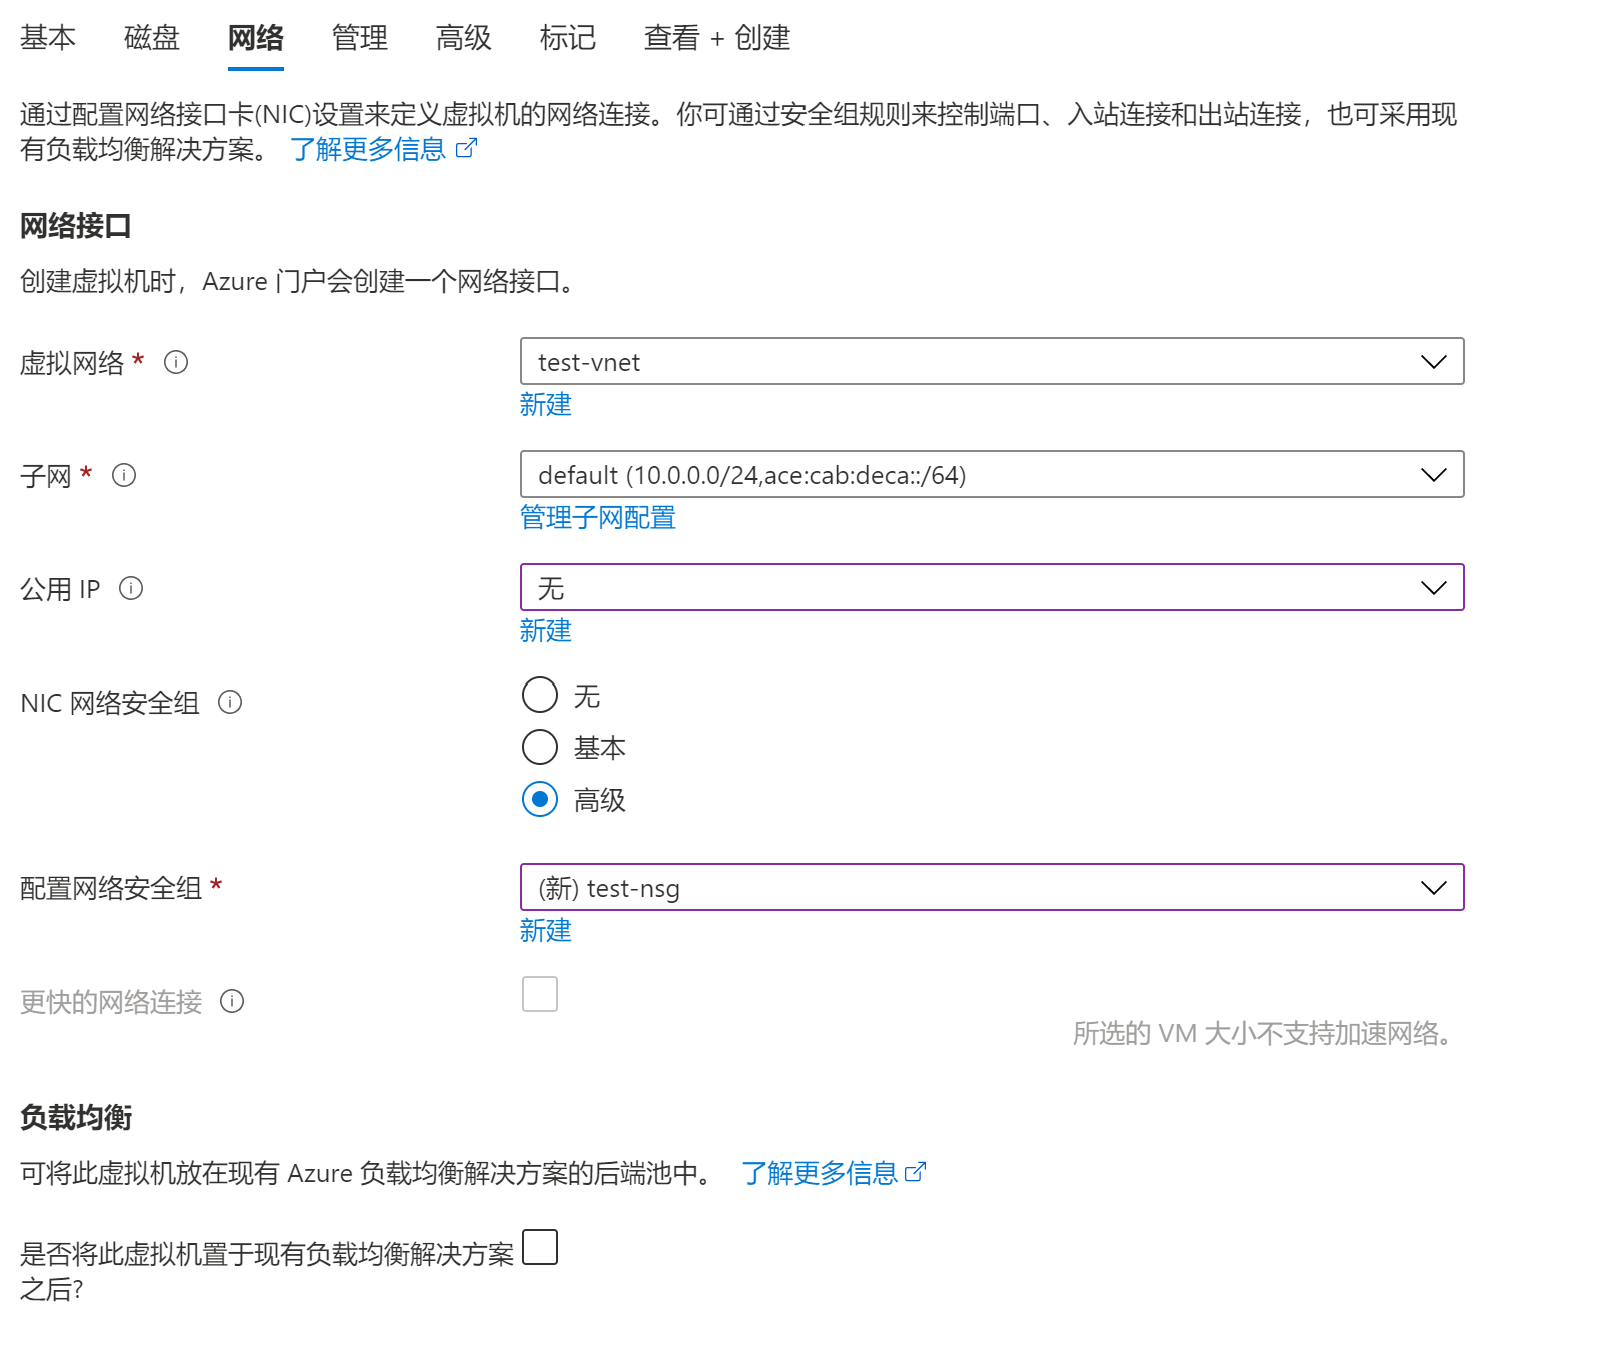 基本 磁盘 网络 管理 高级 标记 查看 + 创建
通过配置网络接口卡(NIC)设置来定义虚拟机的网络连接。你可通过安全组规则来控制端口、入站连接和出站连接，也可采用现
有负载均衡解决方案。 了解更多信息
网络接口
创建虚拟机时，Azure 门户会创建一个网络接口。
虚拟网络 * test-vnet
新建
子网 * default (10.0.0.0/24,ace:cab:deca::/64)
管理子网配置
公用 IP 无
新建
NIC 网络安全组 无
基本
高级
配置网络安全组 * (新) test-nsg
新建
更快的网络连接
所选的 VM 大小不支持加速网络。
负载均衡
可将此虚拟机放在现有 Azure 负载均衡解决方案的后端池中。 了解更多信息
是否将此虚拟机置于现有负载均衡解决方案
之后?